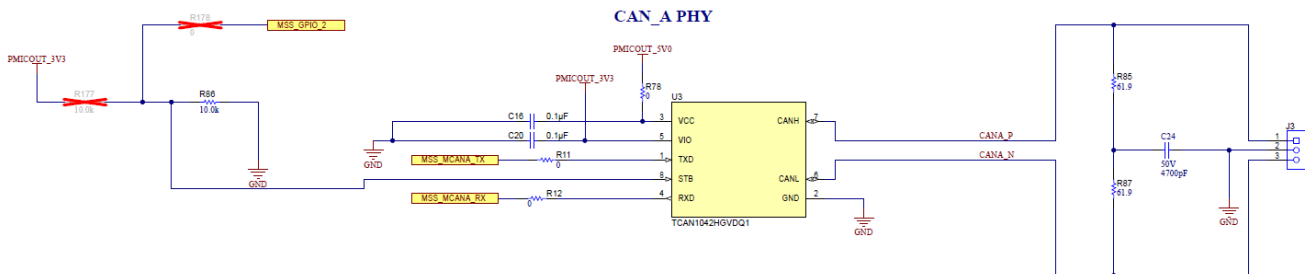 CAN_A PHY
R178
0
MSS_GPIO_2
PMICOUT_3V3
R177
10.0k
R86
10.0k
GND
PMICOUT_5V0
PMICOUT_3V3
R78
0
U3
C16 0.1µF
C20 0.1µF
GND
3 VCC
5 VIO
1 TXD
8 STB
4 RXD
CANH 7
CANL 6
GND 2
TCAN1042HGVDQ1
MSS_MCANA_TX
R11
0
MSS_MCANA_RX
R12
0
GND
CANA_P
CANA_N
R85
61.9
C24
50V
4700pF
R87
61.9
GND
J3
1
2
3